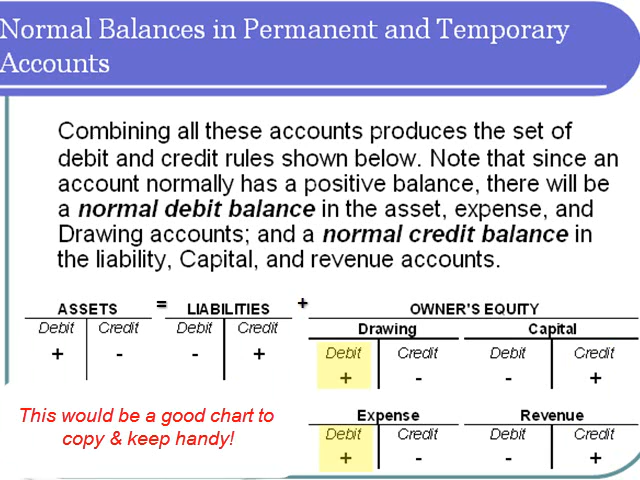 Normal Balances in Permanent and Temporary
Accounts
Combining all these accounts produces the set of
debit and credit rules shown below. Note that since an
account normally has a positive balance, there will be
a normal debit balance in the asset, expense, and
Drawing accounts; and a normal credit balance in
the liability, Capital, and revenue accounts.
ASSETS = LIABILITIES + OWNER'S EQUITY
Drawing Capital
Debit Credit Debit Credit Debit Credit Debit Credit
+ - - + + - - +
This would be a good chart to
copy & keep handy!
Expense Revenue
Debit Credit Debit Credit
+ - - +